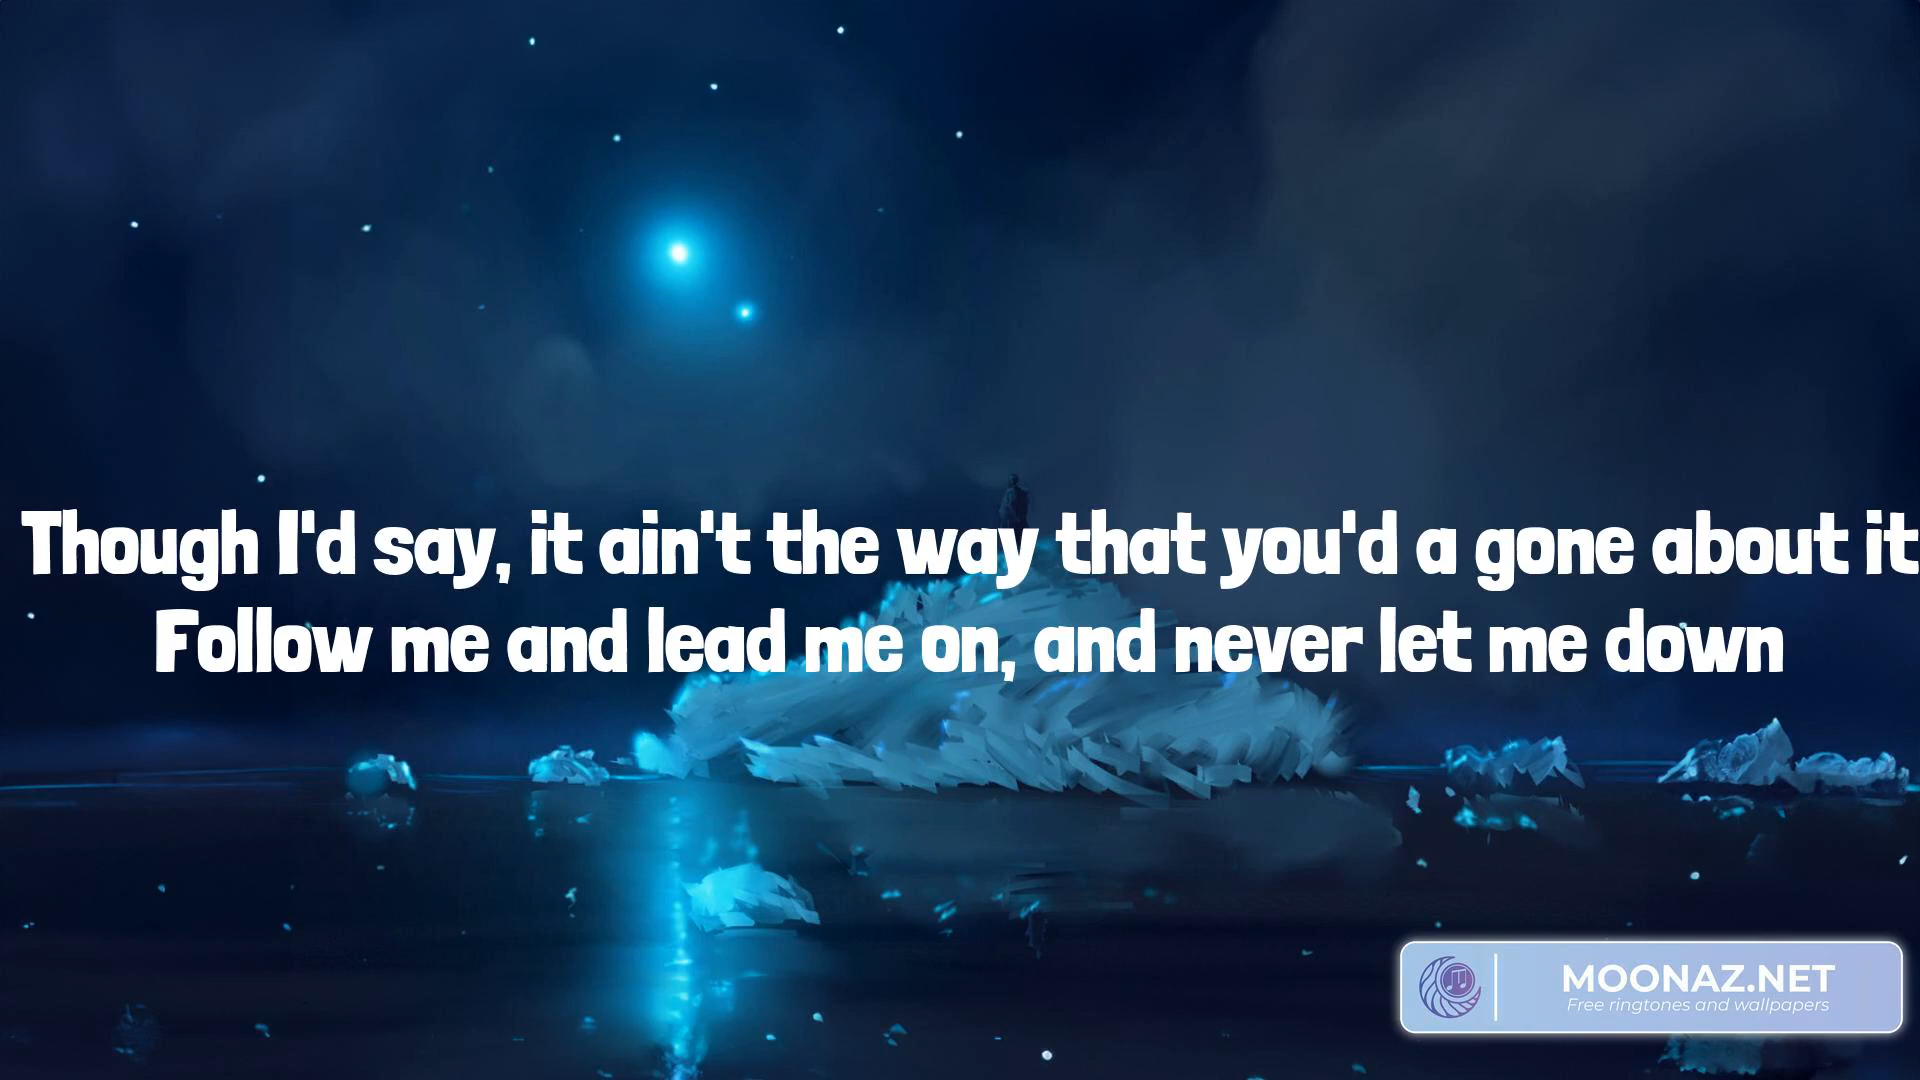 Though I'd say, it ain't the way that you'd a gone about it
Follow me and lead me on, and never let me down
MOONAZ.NET
Free ringtones and wallpapers